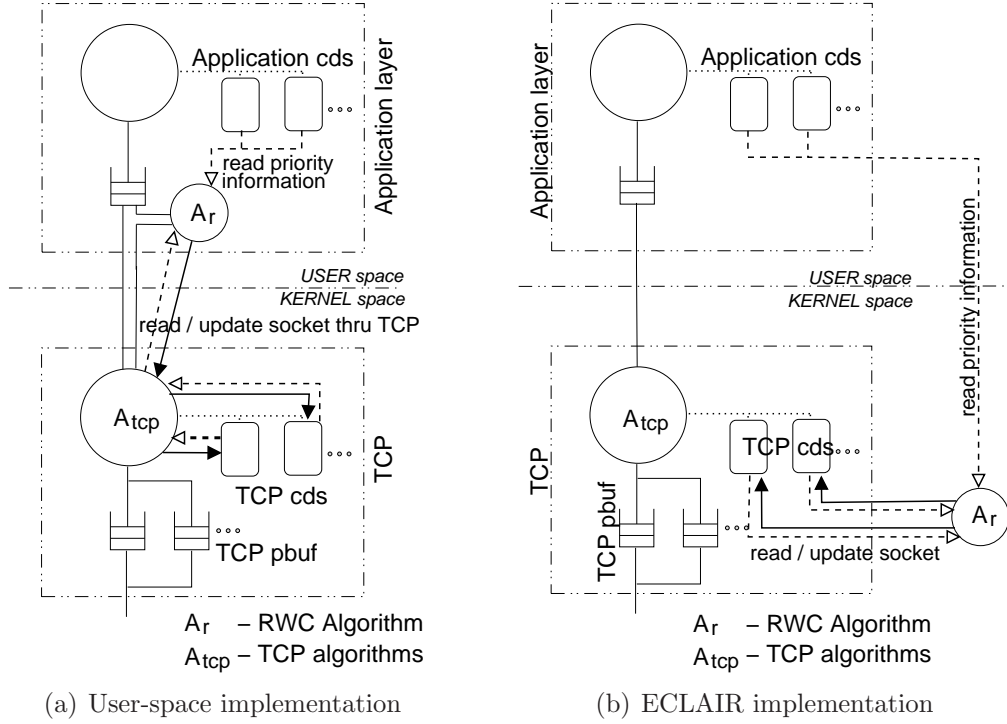 Application cds
read priority
information
Application layer
Ar
USER space
KERNEL space
read / update socket thru TCP
Atcp
TCP cds
TCP
TCP pbuf
Ar – RWC Algorithm
Atcp – TCP algorithms
(a) User-space implementation
Application layer
Application cds
USER space
KERNEL space
read priority information
Atcp
TCP cds
TCP
TCP pbuf
Ar
read / update socket
Ar – RWC Algorithm
Atcp – TCP algorithms
(b) ECLAIR implementation